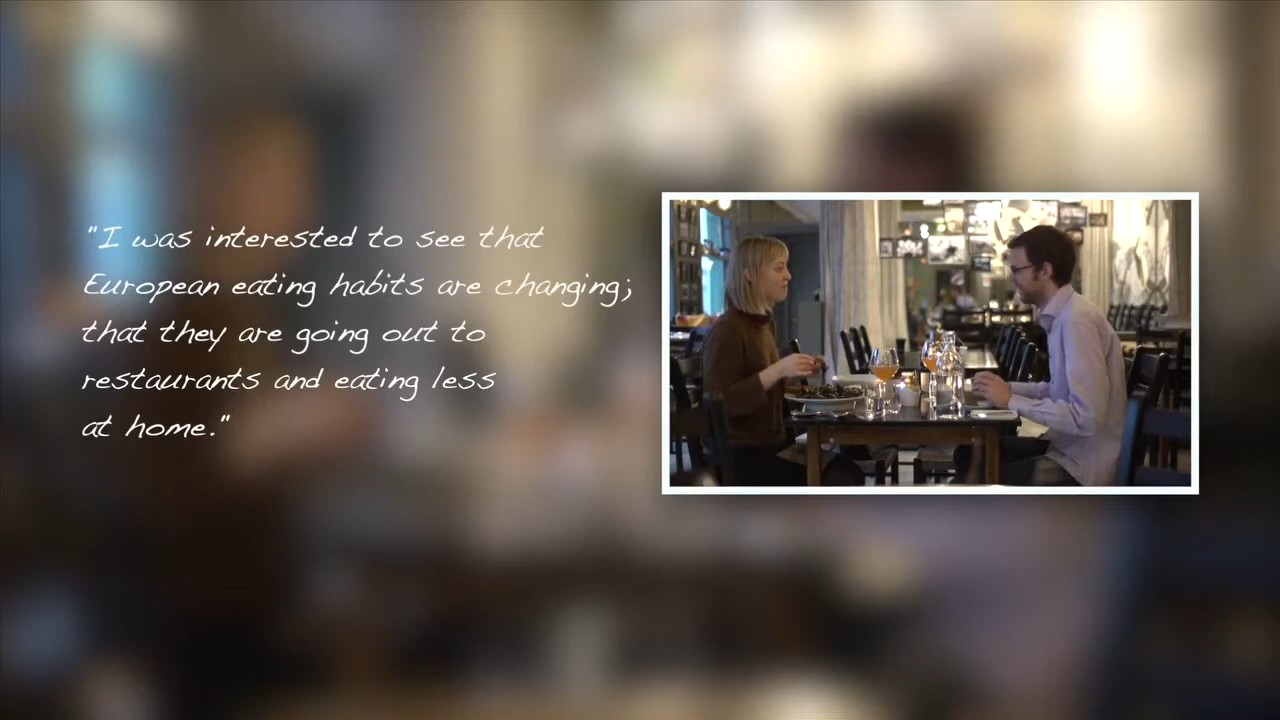 "I was interested to see that
European eating habits are changing;
that they are going out to
restaurants and eating less
at home."